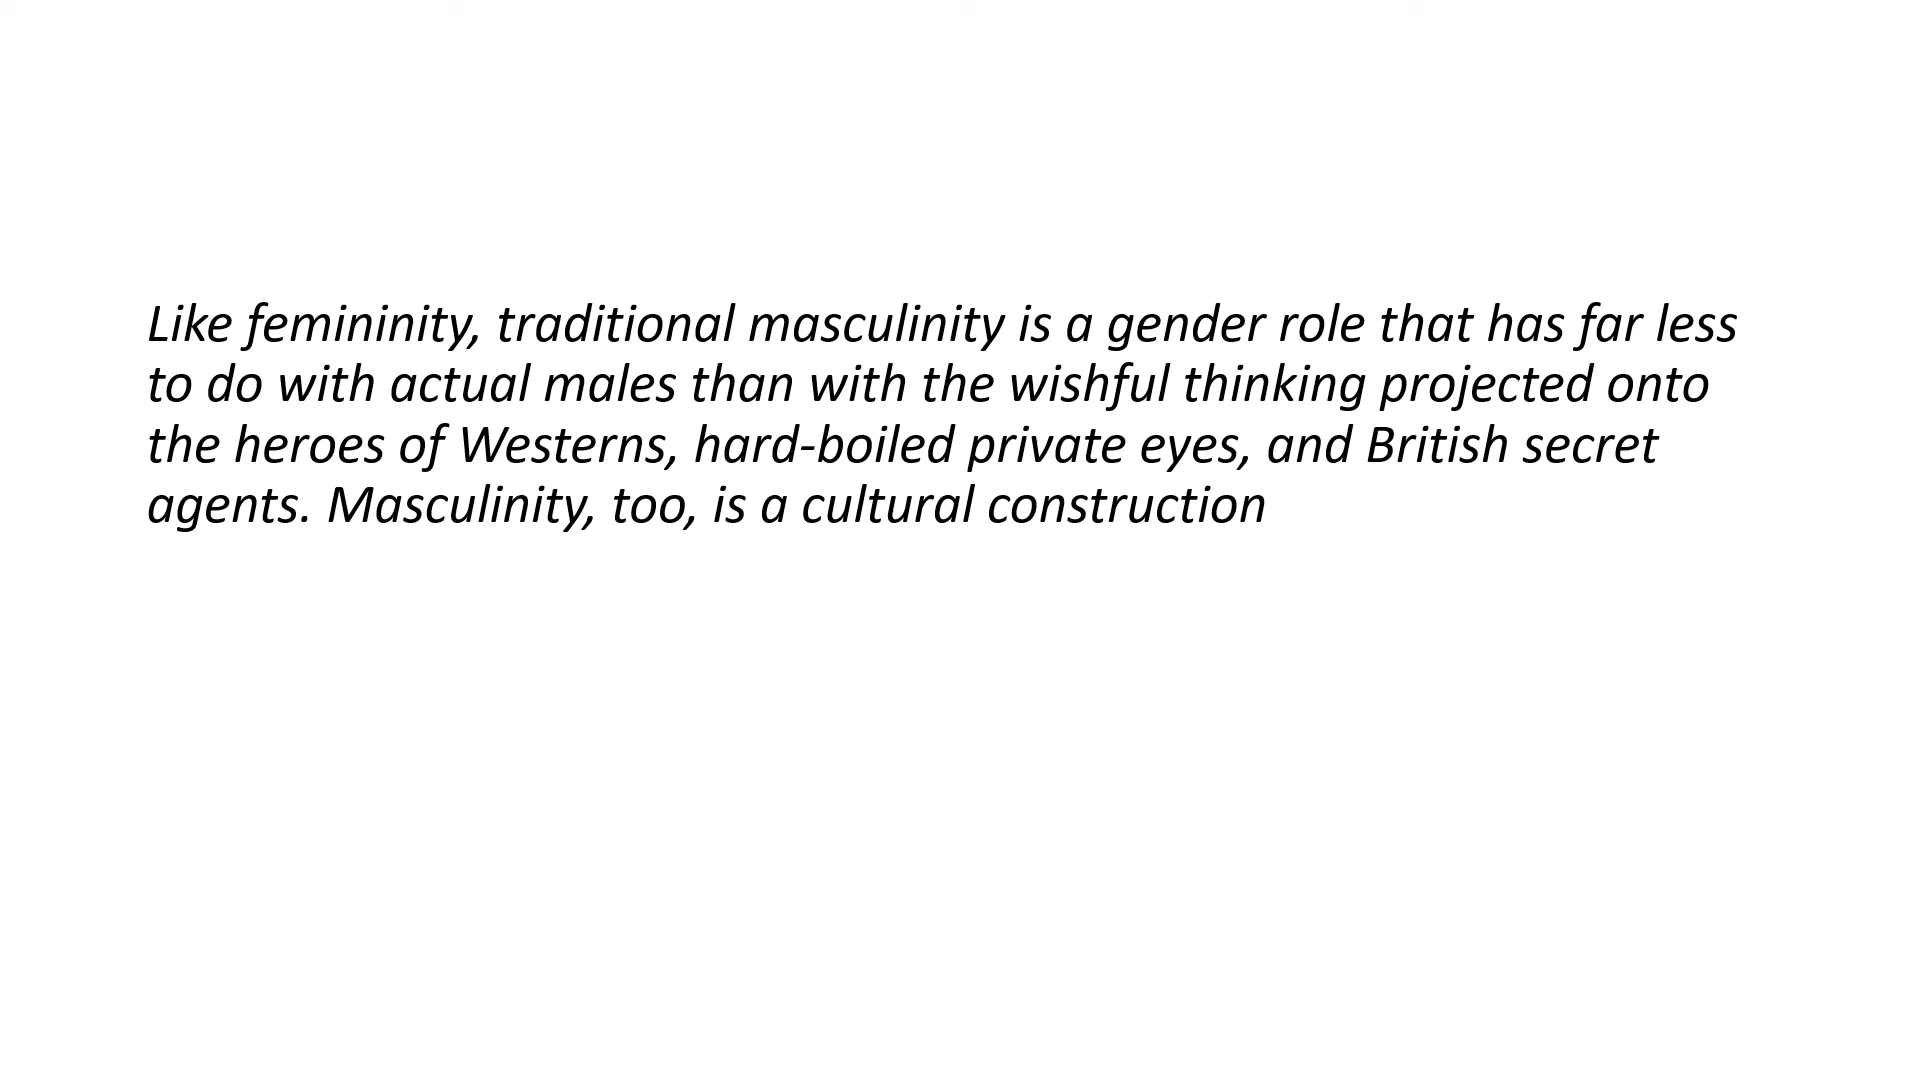 Like femininity, traditional masculinity is a gender role that has far less
to do with actual males than with the wishful thinking projected onto
the heroes of Westerns, hard-boiled private eyes, and British secret
agents. Masculinity, too, is a cultural construction